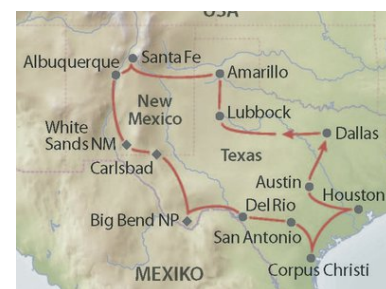 USA
Santa Fe
Albuquerque
Amarillo
New
Mexico
Lubbock
White
Sands NM
Dallas
Texas
Carlsbad
Austin
Houston
Del Rio
Big Bend NP
San Antonio
MEXIKO
Corpus Christi